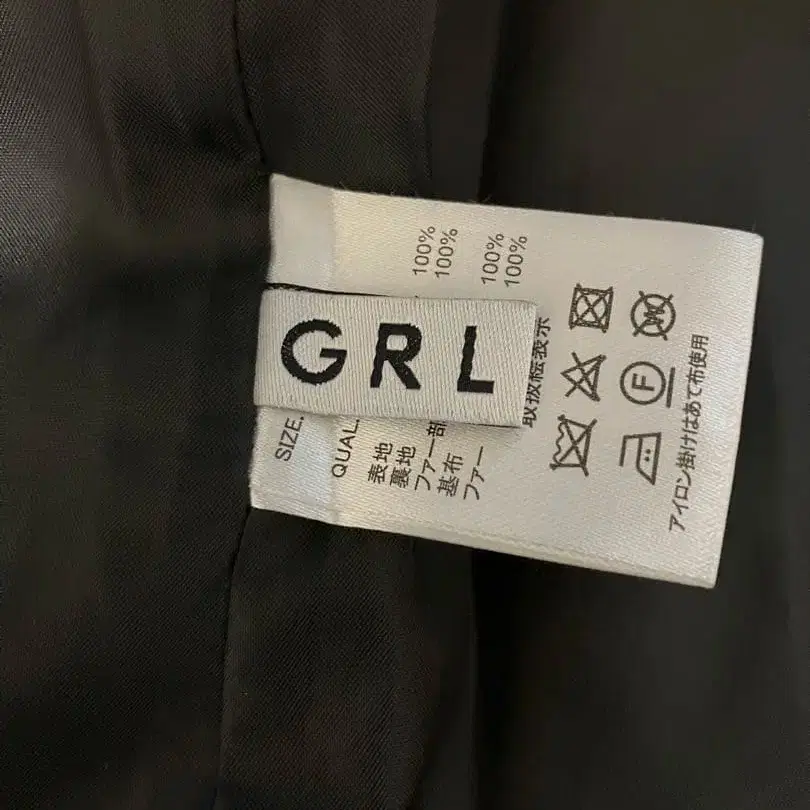 GRL
SIZE
QUAL
表地 100%
裏地 100%
ファー部
基布 100%
ファー 100%
取扱絵表示
W
F
アイロン掛けはあて布使用